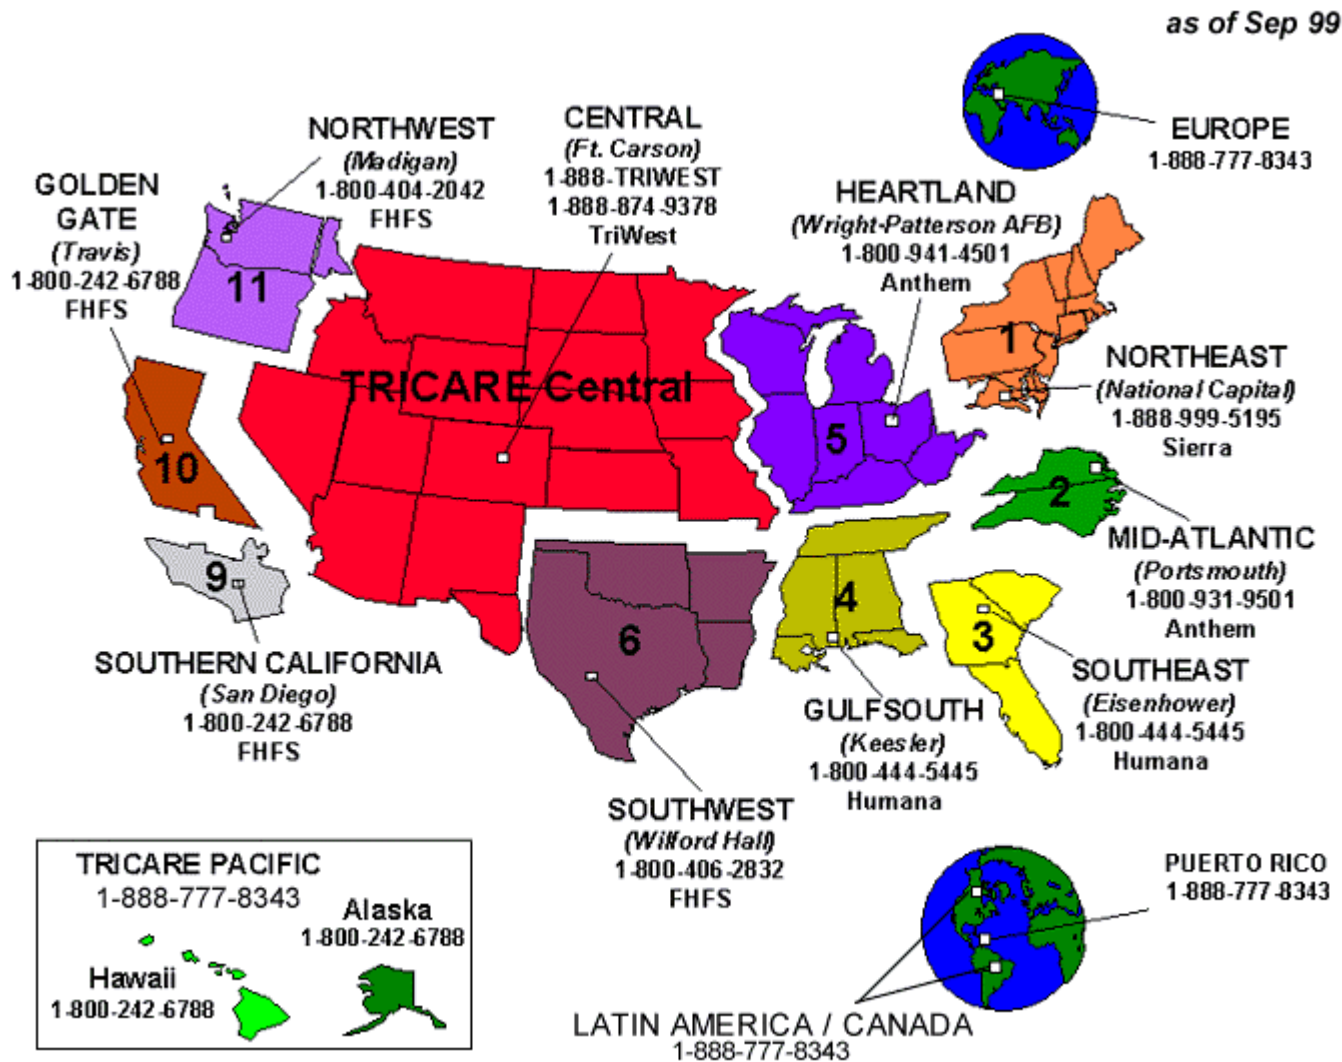 as of Sep 99
EUROPE
1-888-777-8343
NORTHWEST
(Madigan)
1-800-404-2042
FHFS
CENTRAL
(Ft. Carson)
1-888-TRIWEST
1-888-874-9378
TriWest
HEARTLAND
(Wright-Patterson AFB)
1-800-941-4501
Anthem
GOLDEN
GATE
(Travis)
1-800-242-6788
FHFS
11
TRICARE Central
1
NORTHEAST
(National Capital)
1-888-999-5195
Sierra
5
10
2
MID-ATLANTIC
(Portsmouth)
1-800-931-9501
Anthem
9
SOUTHERN CALIFORNIA
(San Diego)
1-800-242-6788
FHFS
6
4
3
SOUTHEAST
(Eisenhower)
1-800-444-5445
Humana
GULFSOUTH
(Keesler)
1-800-444-5445
Humana
SOUTHWEST
(Wilford Hall)
1-800-406-2832
FHFS
TRICARE PACIFIC
1-888-777-8343
Alaska
1-800-242-6788
Hawaii
1-800-242-6788
PUERTO RICO
1-888-777-8343
LATIN AMERICA / CANADA
1-888-777-8343